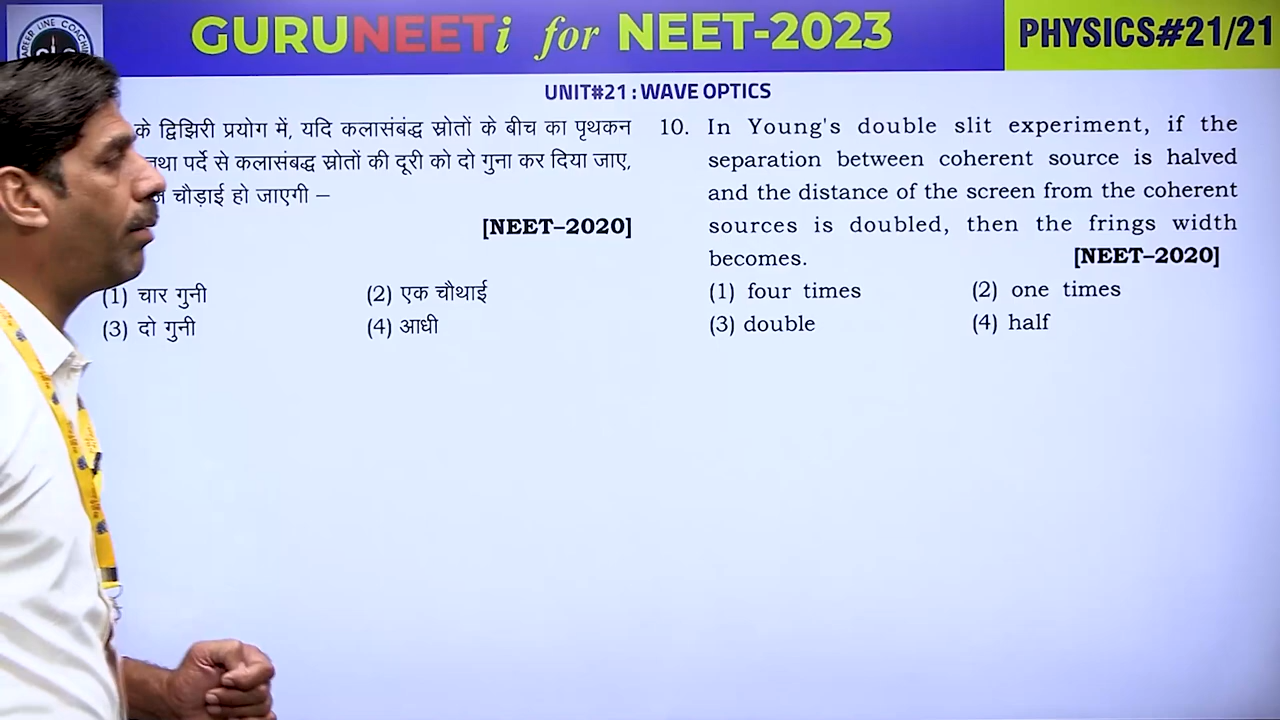 GURUNEETi for NEET-2023
PHYSICS#21/21
UNIT#21 : WAVE OPTICS
के द्विझिरी प्रयोग में, यदि कलासंबंद्ध स्रोतों के बीच का पृथकन
तथा पर्दे से कलासंबद्ध स्रोतों की दूरी को दो गुना कर दिया जाए,
चौड़ाई हो जाएगी –
[NEET–2020]
(1) चार गुनी (2) एक चौथाई
(3) दो गुनी (4) आधी
10. In Young's double slit experiment, if the
separation between coherent source is halved
and the distance of the screen from the coherent
sources is doubled, then the frings width
becomes. [NEET–2020]
(1) four times (2) one times
(3) double (4) half